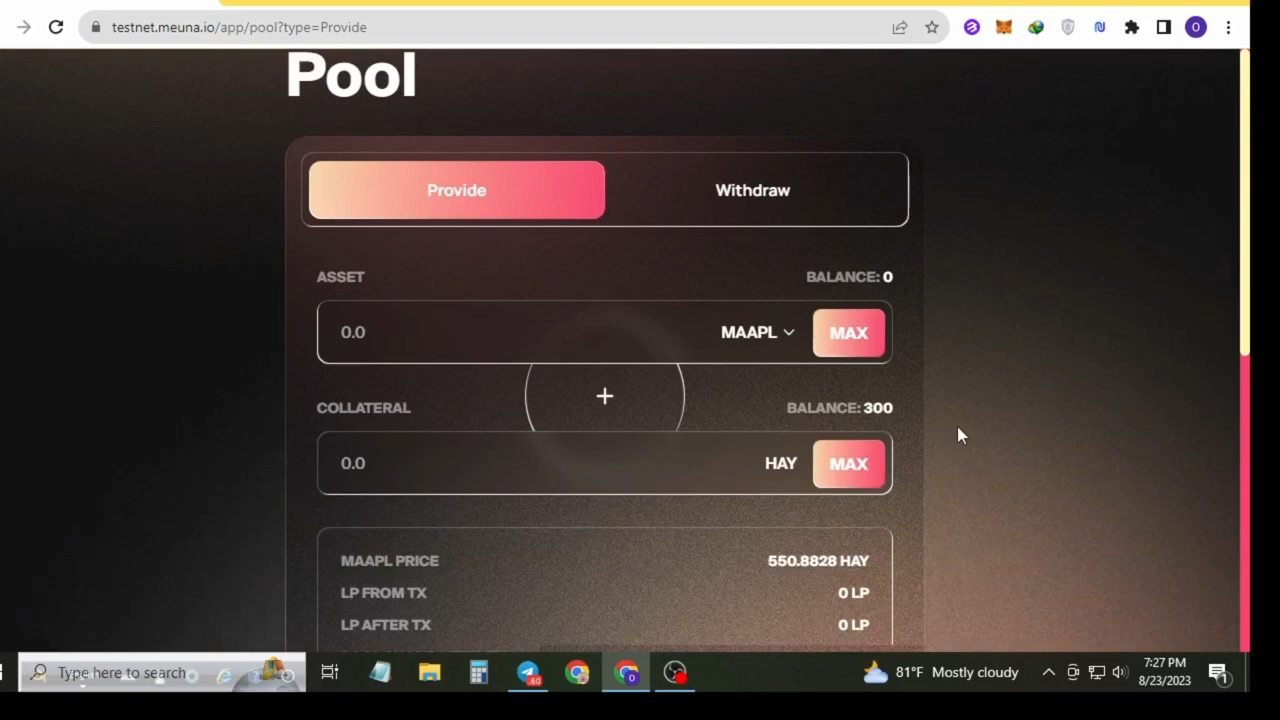 testnet.meuna.io/app/pool?type=Provide
O
Pool
Provide
Withdraw
ASSET
BALANCE: 0
0.0
MAAPL
MAX
COLLATERAL
BALANCE: 300
0.0
HAY
MAX
MAAPL PRICE
550.8828 HAY
LP FROM TX
0 LP
LP AFTER TX
0 LP
Type here to search
60
O
81°F Mostly cloudy
7:27 PM
8/23/2023
1